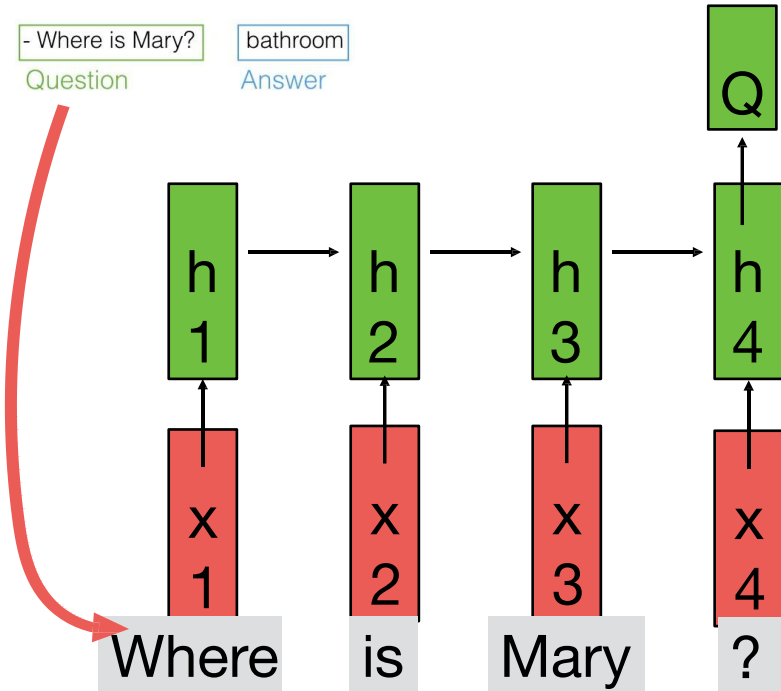 - Where is Mary?
bathroom
Question
Answer
Q
h
1
h
2
h
3
h
4
x
1
x
2
x
3
x
4
Where
is
Mary
?